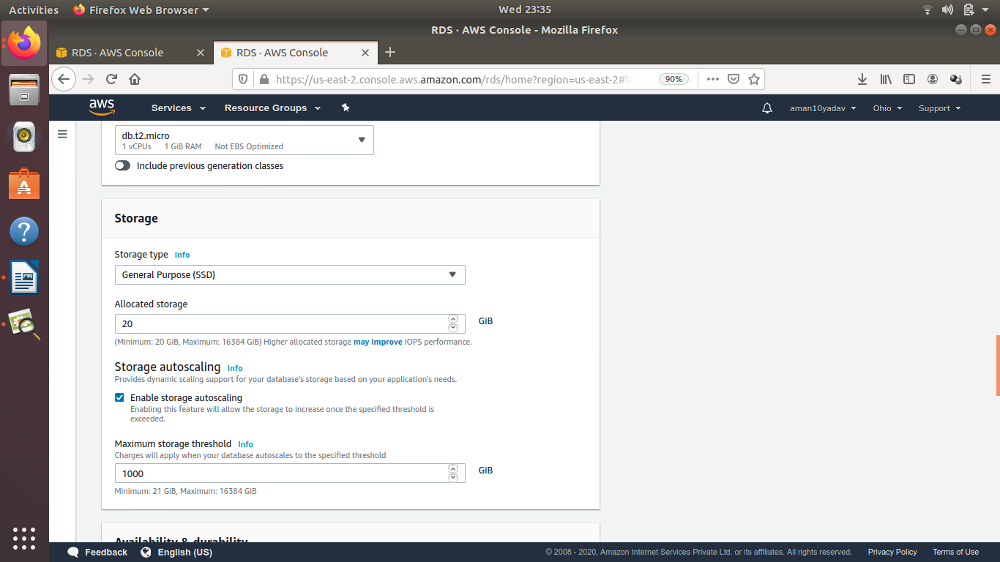 Activities
Firefox Web Browser
Wed 23:35
RDS · AWS Console - Mozilla Firefox
RDS · AWS Console
RDS · AWS Console
https://us-east-2.console.aws.amazon.com/rds/home?region=us-east-2#la
90%
aws
Services
Resource Groups
aman10yadav
Ohio
Support
db.t2.micro
1 vCPUs 1 GiB RAM Not EBS Optimized
Include previous generation classes
Storage
Storage type Info
General Purpose (SSD)
Allocated storage
20
GiB
(Minimum: 20 GiB, Maximum: 16384 GiB) Higher allocated storage may improve IOPS performance.
Storage autoscaling Info
Provides dynamic scaling support for your database's storage based on your application's needs.
Enable storage autoscaling
Enabling this feature will allow the storage to increase once the specified threshold is
exceeded.
Maximum storage threshold Info
Charges will apply when your database autoscales to the specified threshold
1000
GiB
Minimum: 21 GiB, Maximum: 16384 GiB
Availability & durability
Feedback
English (US)
© 2008 - 2020, Amazon Internet Services Private Ltd. or its affiliates. All rights reserved.
Privacy Policy
Terms of Use